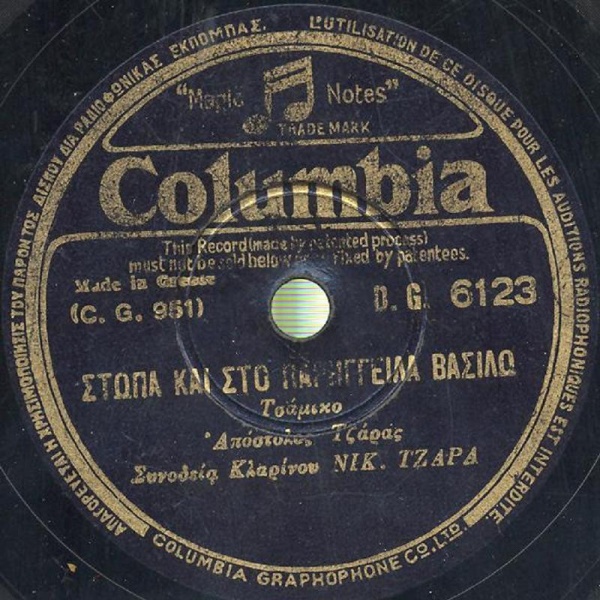 ΑΠΑΓΟΡΕΥΕΤΑΙ Η ΧΡΗΣΙΜΟΠΟΙΗΣΙΣ ΤΟΥ ΠΑΡΟΝΤΟΣ ΔΙΣΚΟΥ ΔΙΑ ΡΑΔΙΟΦΩΝΙΚΑΣ ΕΚΠΟΜΠΑΣ.
L'UTILISATION DE CE DISQUE POUR LES AUDITIONS RADIOPHONIQUES EST INTERDITE.
"Magic Notes"
TRADE MARK
Columbia
This Record (made by patented process)
must not be sold below price fixed by patentees.
Made in Greece
(C. G. 951)
D. G. 6123
ΣΤΩΠΑ ΚΑΙ ΣΤΟ ΠΑΡΗΓΓΕΙΛΑ ΒΑΣΙΛΩ
Τσάμικο
Ἀπόστολος Τζάρας
Συνοδεία Κλαρίνου ΝΙΚ. ΤΖΑΡΑ
COLUMBIA GRAPHOPHONE CO. LTD.